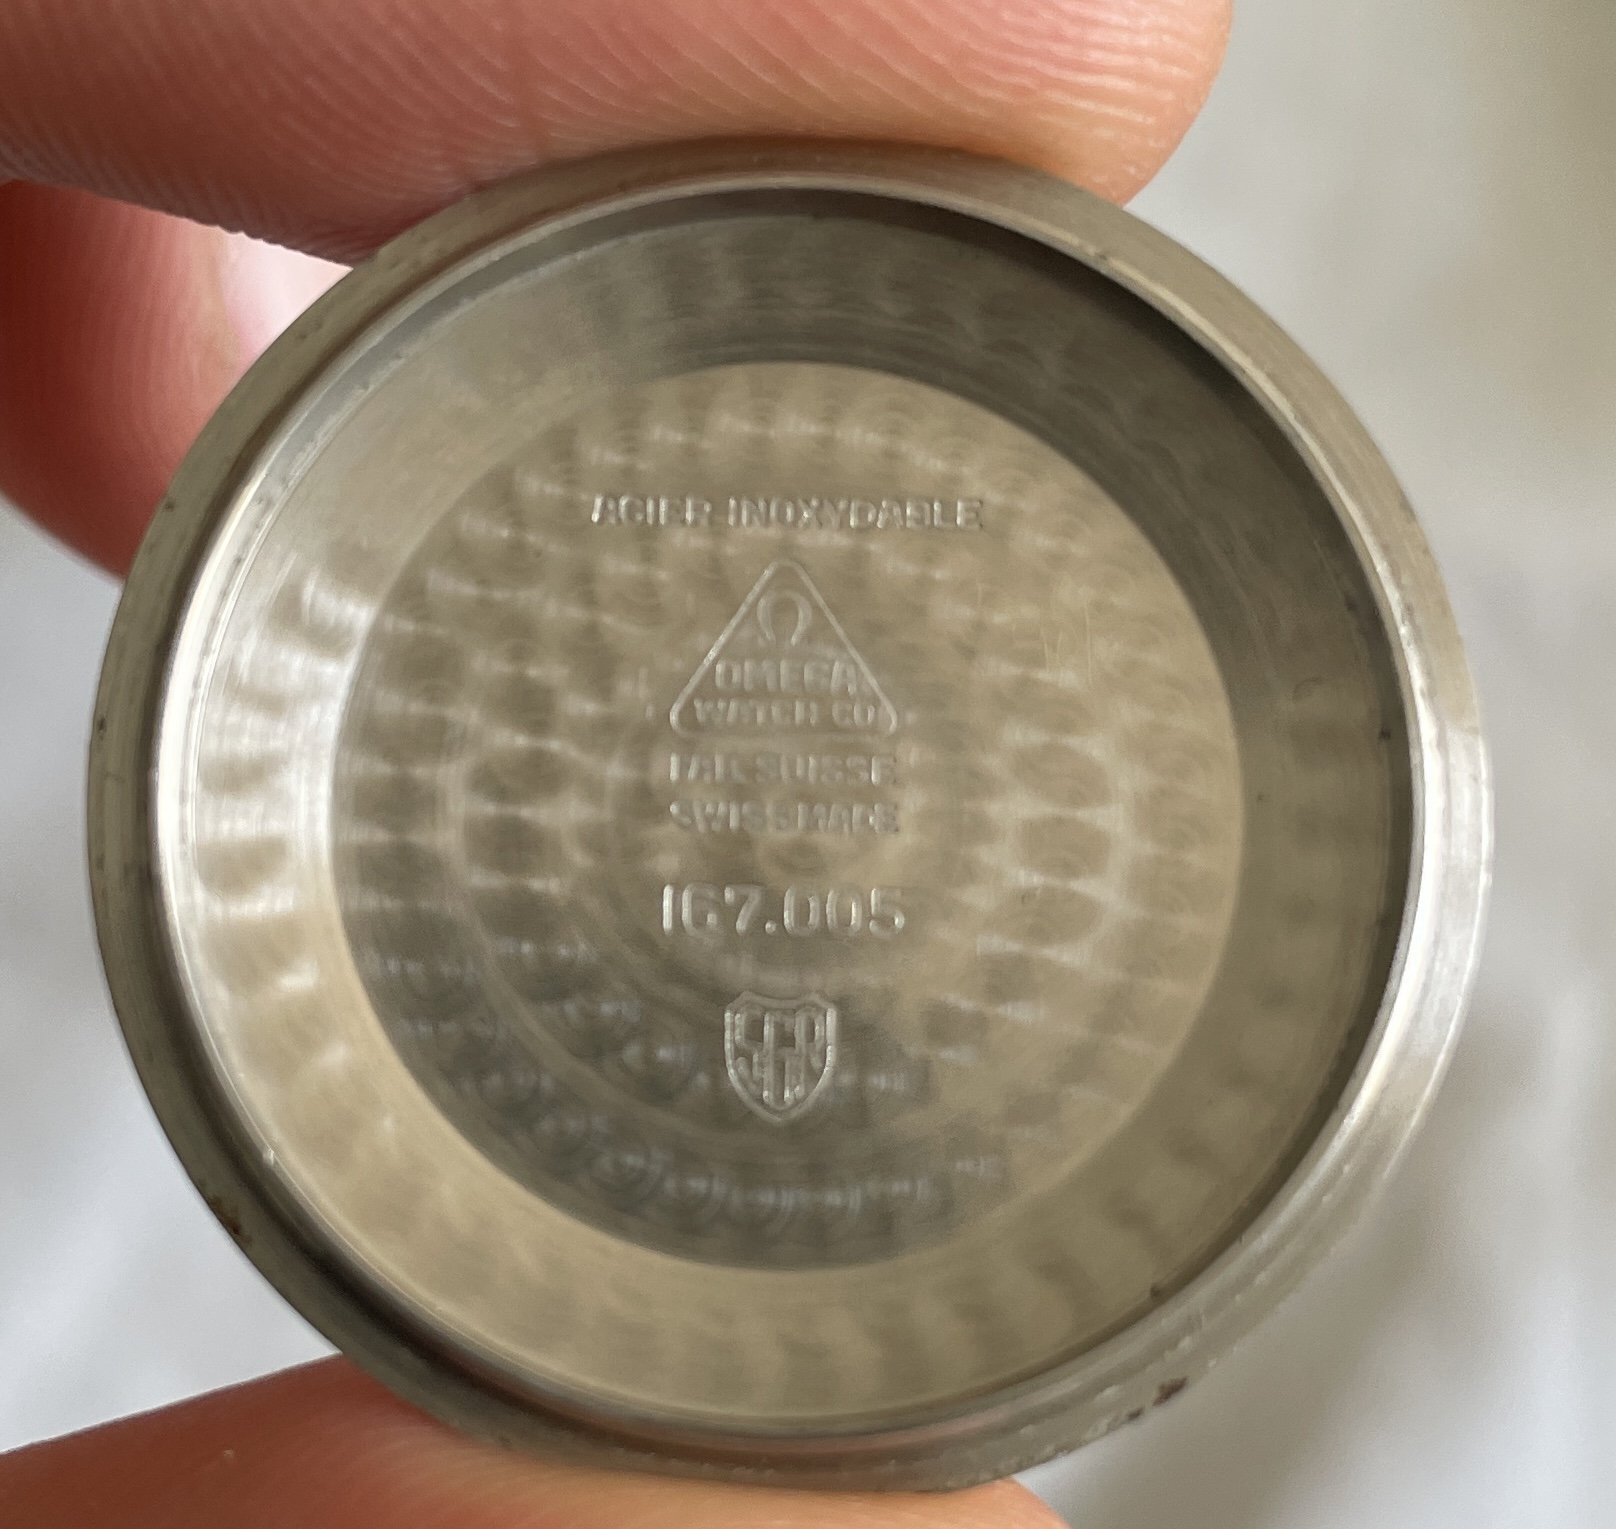 ACIER INOXYDABLE
Ω
OMEGA
WATCH CO
FAB. SUISSE
SWISS MADE
167.005